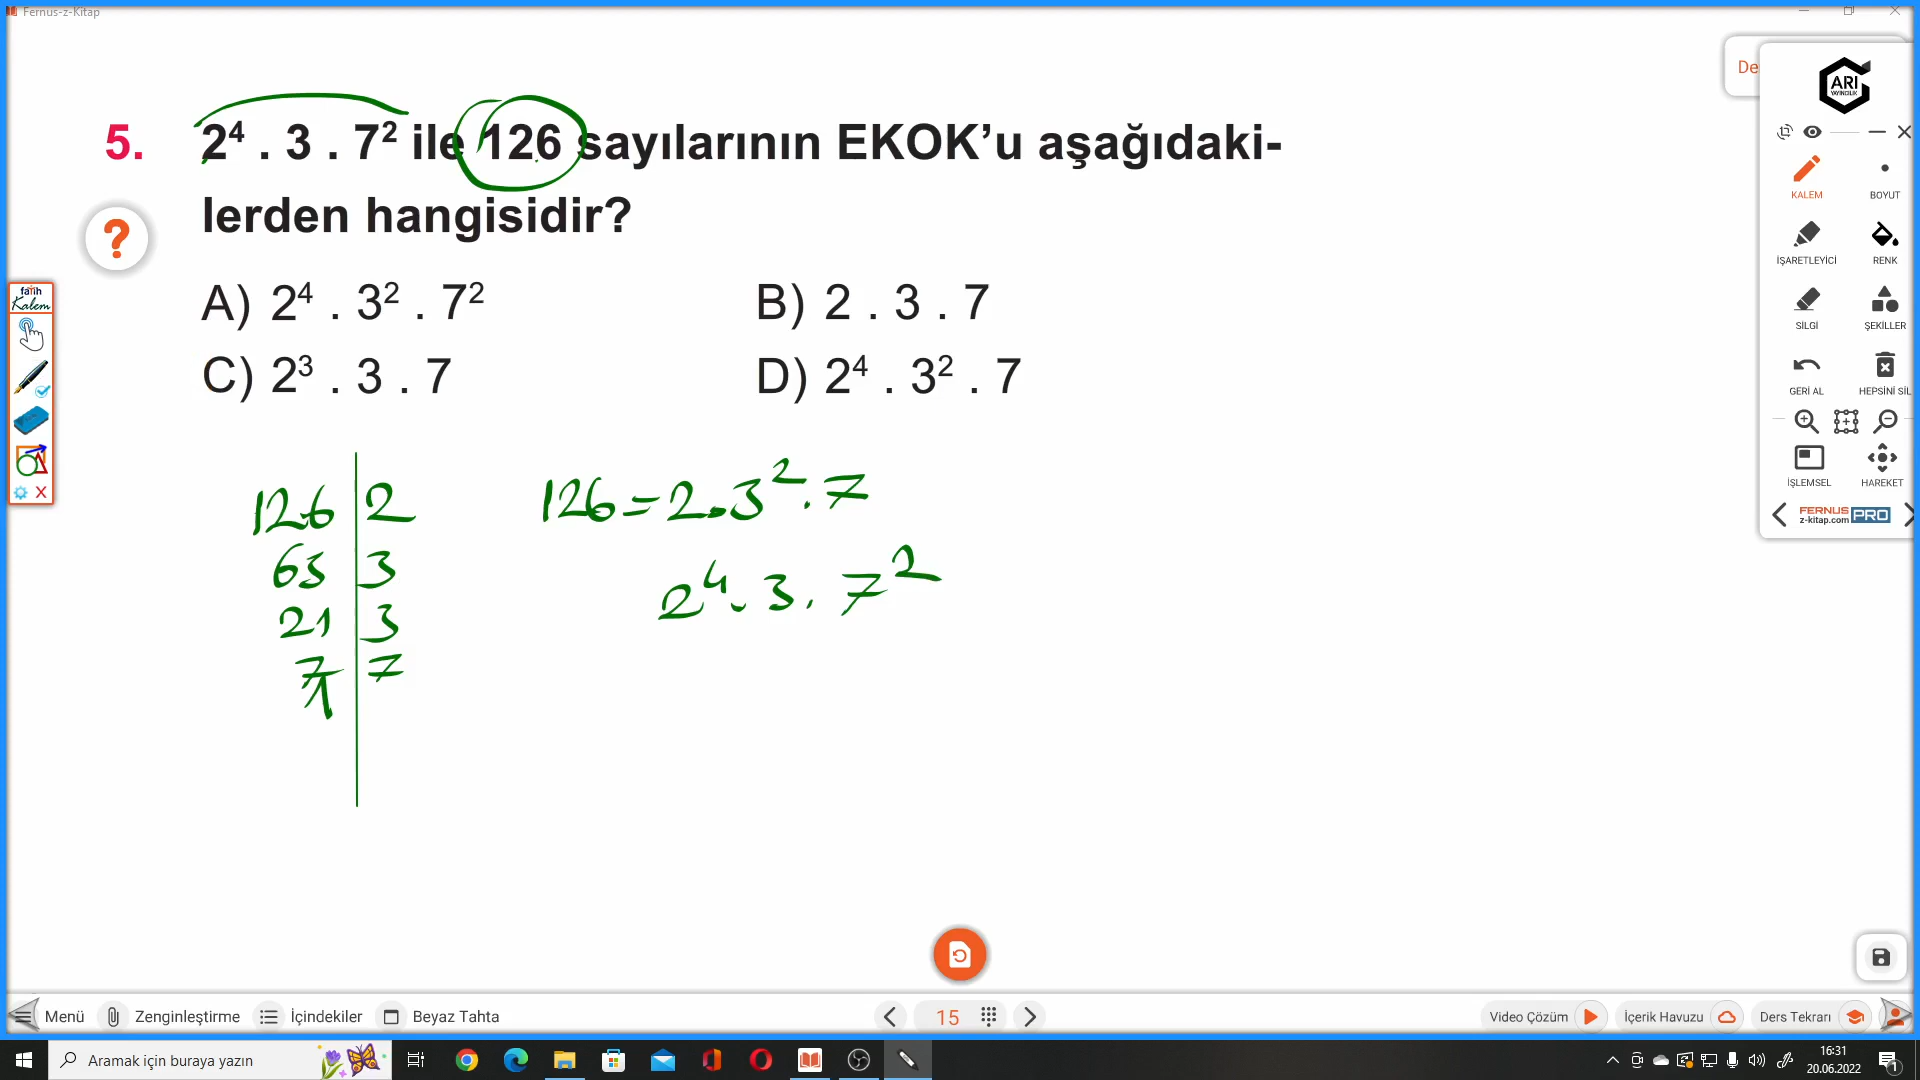 Fernus-z-Kitap
5. 2⁴ . 3 . 7² ile 126 sayılarının EKOK’u aşağıdaki-
lerden hangisidir?
A) 2⁴ . 3² . 7²
B) 2 . 3 . 7
C) 2³ . 3 . 7
D) 2⁴ . 3² . 7
126 | 2
63 | 3
21 | 3
7 | 7
1
126 = 2 . 3² . 7
2⁴ . 3 . 7²
fatih
Kalem
De
ARI
YAYINCILIK
KALEM
BOYUT
İŞARETLEYİCİ
RENK
SİLGİ
ŞEKİLLER
GERİ AL
HEPSİNİ SİL
İŞLEMSEL
HAREKET
FERNUS
z-kitap.com PRO
Menü
Zenginleştirme
İçindekiler
Beyaz Tahta
15
Video Çözüm
İçerik Havuzu
Ders Tekrarı
Aramak için buraya yazın
16:31
20.06.2022
1